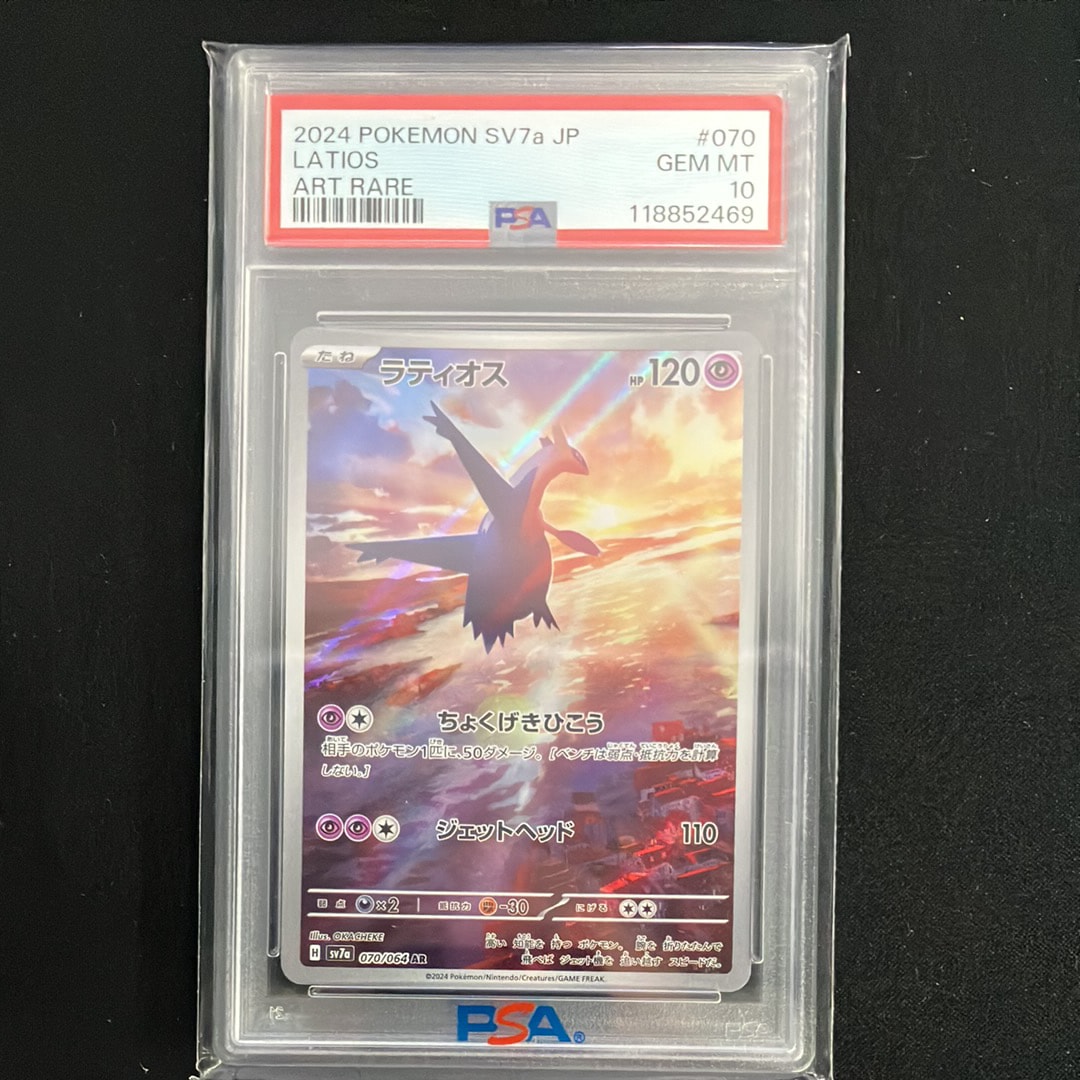 2024 POKEMON SV7a JP #070
LATIOS GEM MT
ART RARE 10
118852469
PSA
たね ラティオス HP 120
ちょくげきひこう
相手のポケモン1匹に、50ダメージ。[ベンチは弱点・抵抗力を計算
しない。]
ジェットヘッド 110
弱点 ×2 抵抗力 -30 にげる
Illus. OKACHEKE
H sv7a 070/064 AR
高い 知能を 持つ ポケモン。 腕を 折りたたんで
飛べば ジェット機を 追い越す スピードだ。
©2024 Pokémon/Nintendo/Creatures/GAME FREAK.
PSA®